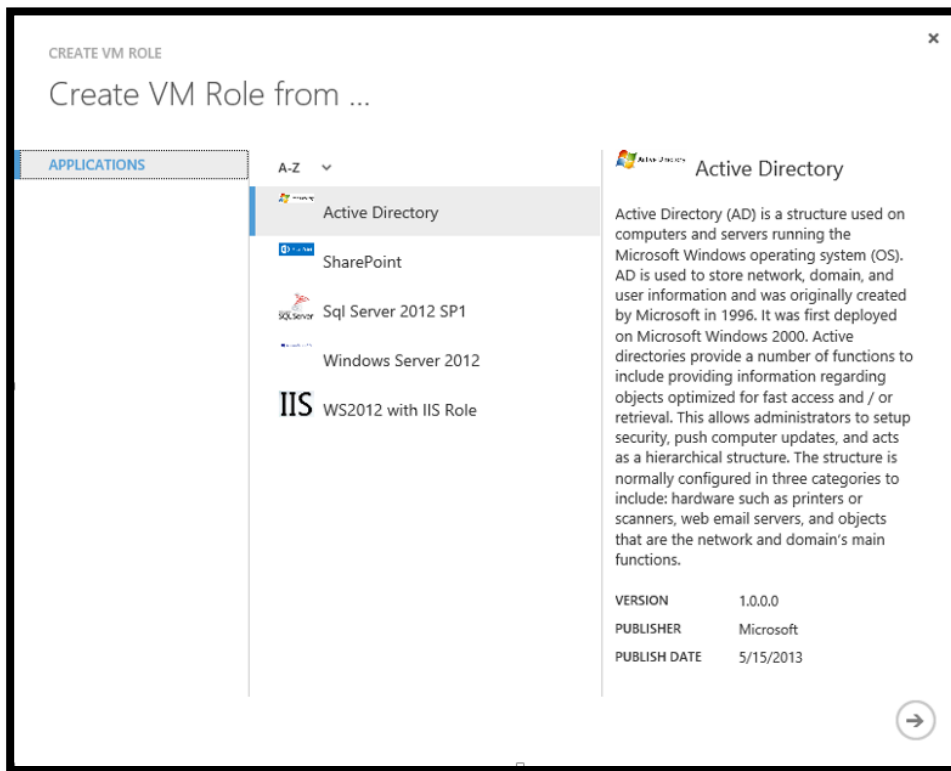 CREATE VM ROLE
Create VM Role from ...
APPLICATIONS
A-Z
Active Directory
SharePoint
SQL Server
Sql Server 2012 SP1
Windows Server 2012
IIS
WS2012 with IIS Role
Active Directory
Active Directory
Active Directory (AD) is a structure used on
computers and servers running the
Microsoft Windows operating system (OS).
AD is used to store network, domain, and
user information and was originally created
by Microsoft in 1996. It was first deployed
on Microsoft Windows 2000. Active
directories provide a number of functions to
include providing information regarding
objects optimized for fast access and / or
retrieval. This allows administrators to setup
security, push computer updates, and acts
as a hierarchical structure. The structure is
normally configured in three categories to
include: hardware such as printers or
scanners, web email servers, and objects
that are the network and domain's main
functions.
VERSION 1.0.0.0
PUBLISHER Microsoft
PUBLISH DATE 5/15/2013